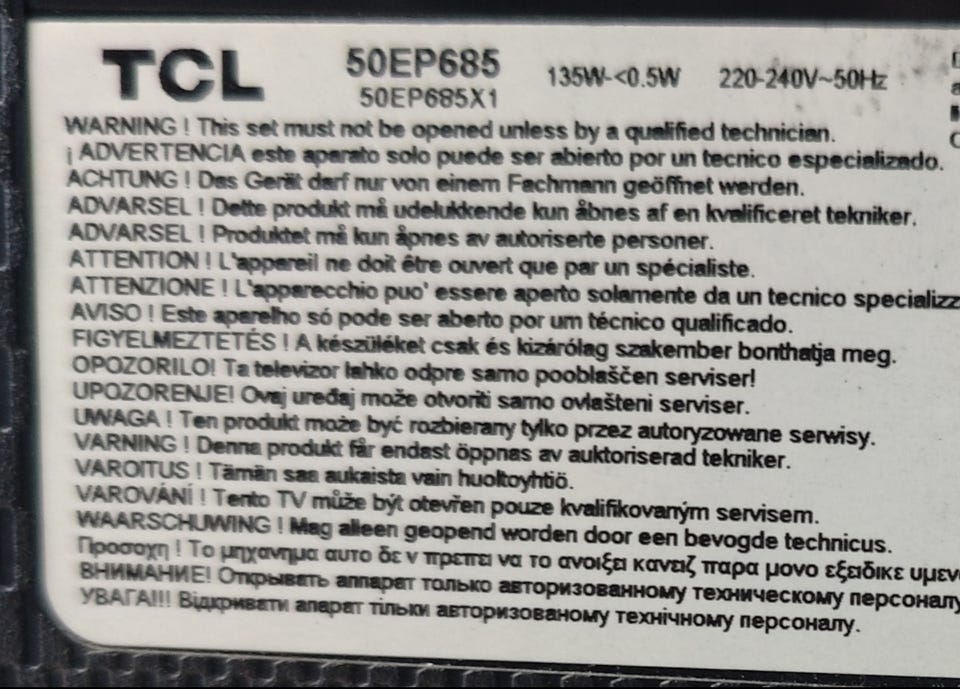 TCL 50EP685 135W-<0.5W 220-240V~50Hz
50EP685X1
WARNING ! This set must not be opened unless by a qualified technician.
¡ ADVERTENCIA este aparato solo puede ser abierto por un tecnico especializado.
ACHTUNG ! Das Gerät darf nur von einem Fachmann geöffnet werden.
ADVARSEL ! Dette produkt må udelukkende kun åbnes af en kvalificeret tekniker.
ADVARSEL ! Produktet må kun åpnes av autoriserte personer.
ATTENTION ! L'appareil ne doit être ouvert que par un spécialiste.
ATTENZIONE ! L'apparecchio puo' essere aperto solamente da un tecnico specializz
AVISO ! Este aparelho só pode ser aberto por um técnico qualificado.
FIGYELMEZTETÉS ! A készüléket csak és kizárólag szakember bonthatja meg.
OPOZORILO! Ta televizor lahko odpre samo pooblaščen serviser!
UPOZORENJE! Ovaj uređaj može otvoriti samo ovlašteni serviser.
UWAGA ! Ten produkt może być rozbierany tylko przez autoryzowane serwisy.
VARNING ! Denna produkt får endast öppnas av auktoriserad tekniker.
VAROITUS ! Tämän saa aukaista vain huoltoyhtiö.
VAROVÁNÍ ! Tento TV může být otevřen pouze kvalifikovaným servisem.
WAARSCHUWING ! Mag alleen geopend worden door een bevogde technicus.
Προσοχη ! Το μηχανημα αυτο δε ν πρεπει να το ανοιξει κανεις παρα μονο εξειδικε υμενο
ВНИМАНИЕ! Открывать аппарат только авторизованному техническому персоналу
УВАГА!!! Відкривати апарат тільки авторизованому технічному персоналу.